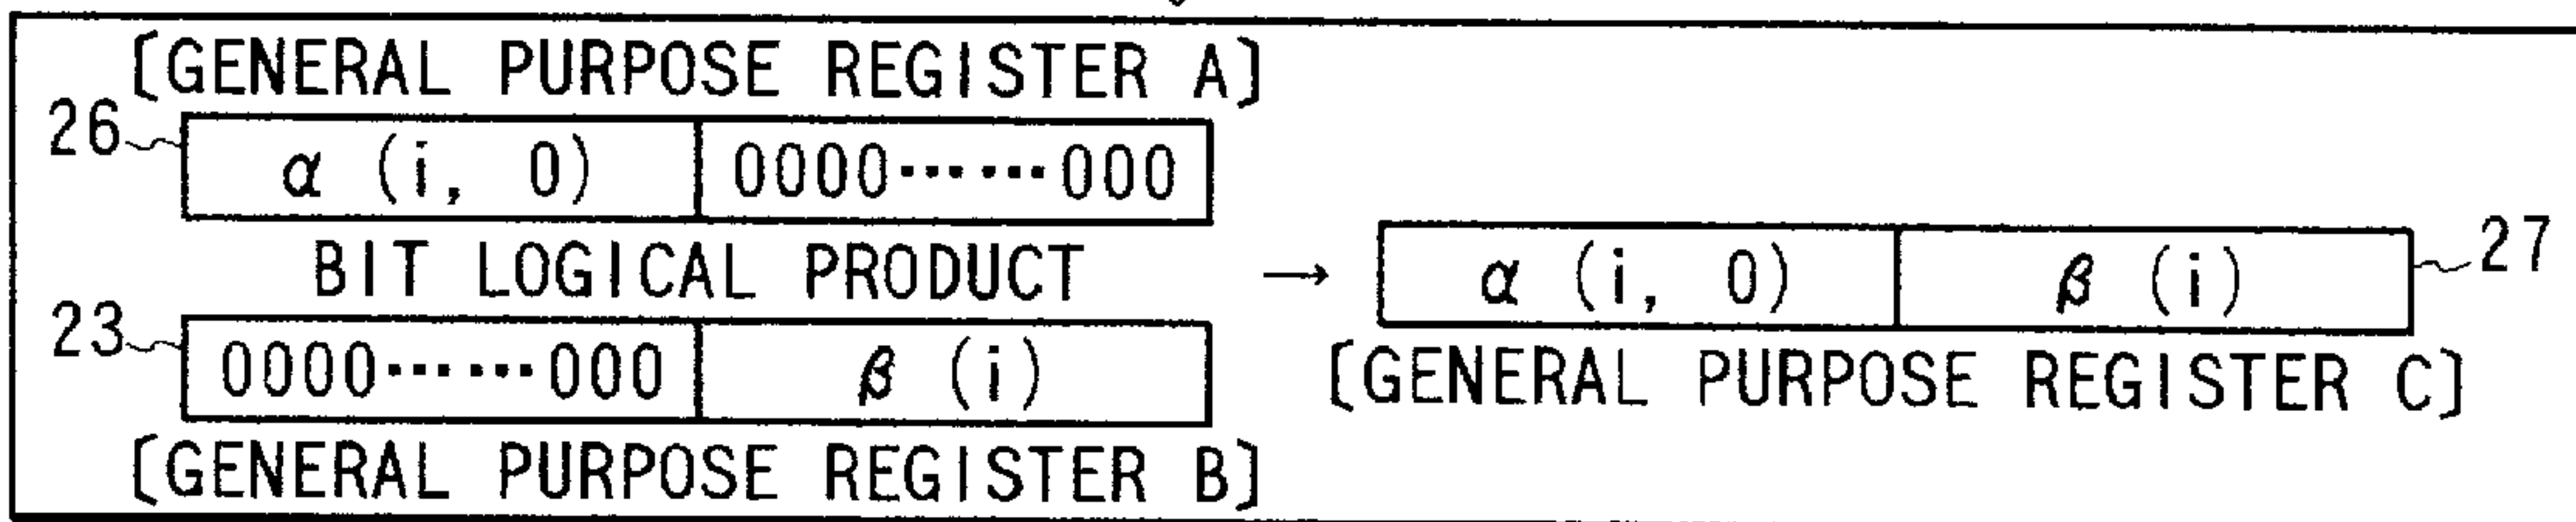 [GENERAL PURPOSE REGISTER A]
26
α (i, 0) 0000⋯⋯000
BIT LOGICAL PRODUCT → α (i, 0) β (i) 27
23
0000⋯⋯000 β (i)
[GENERAL PURPOSE REGISTER C]
[GENERAL PURPOSE REGISTER B]